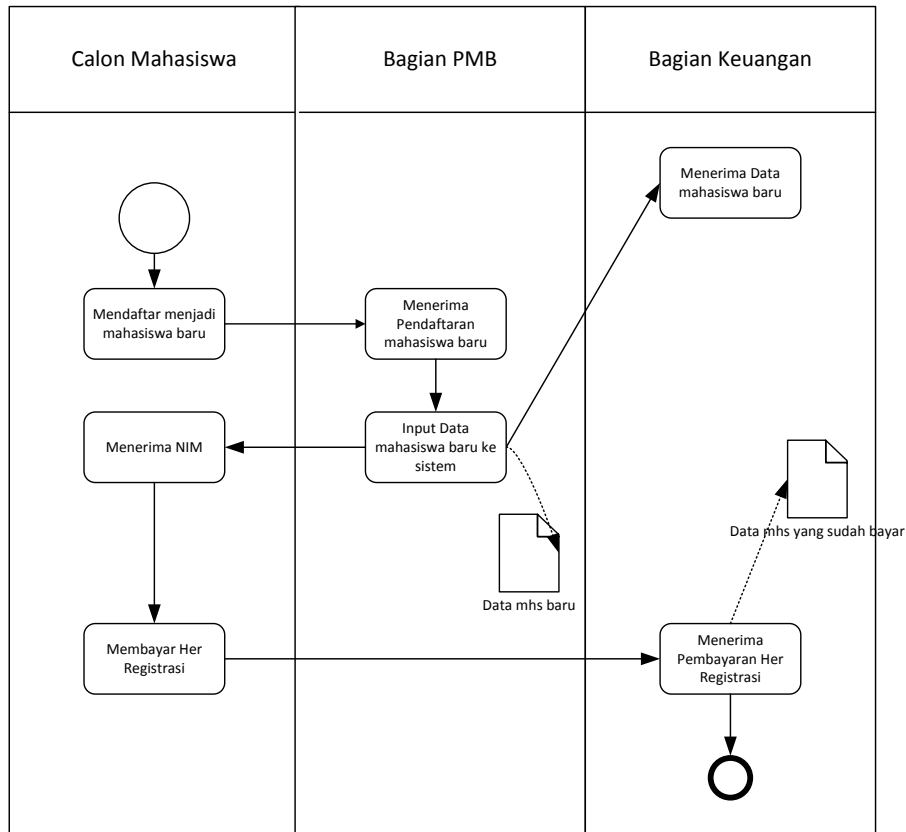 Calon Mahasiswa
Bagian PMB
Bagian Keuangan
Menerima Data
mahasiswa baru
Mendaftar menjadi
mahasiswa baru
Menerima
Pendaftaran
mahasiswa baru
Menerima NIM
Input Data
mahasiswa baru ke
sistem
Data mhs yang sudah bayar
Data mhs baru
Membayar Her
Registrasi
Menerima
Pembayaran Her
Registrasi